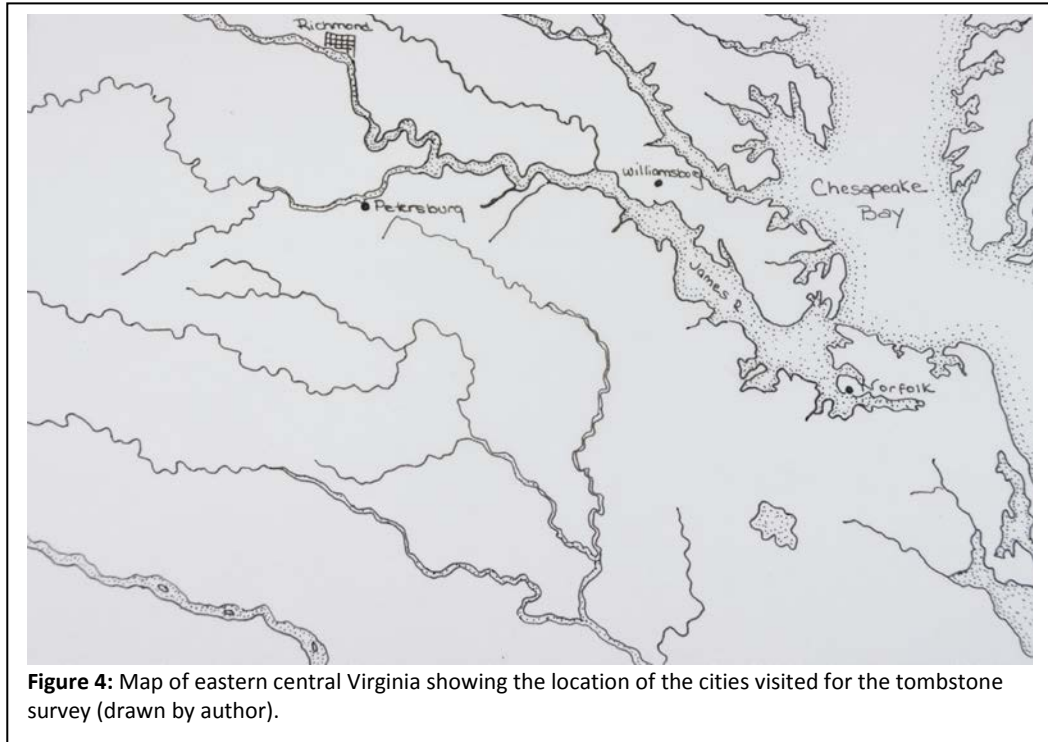 Richmond
Williamsburg
Chesapeake
Bay
Petersburg
James R.
Norfolk
Figure 4: Map of eastern central Virginia showing the location of the cities visited for the tombstone
survey (drawn by author).